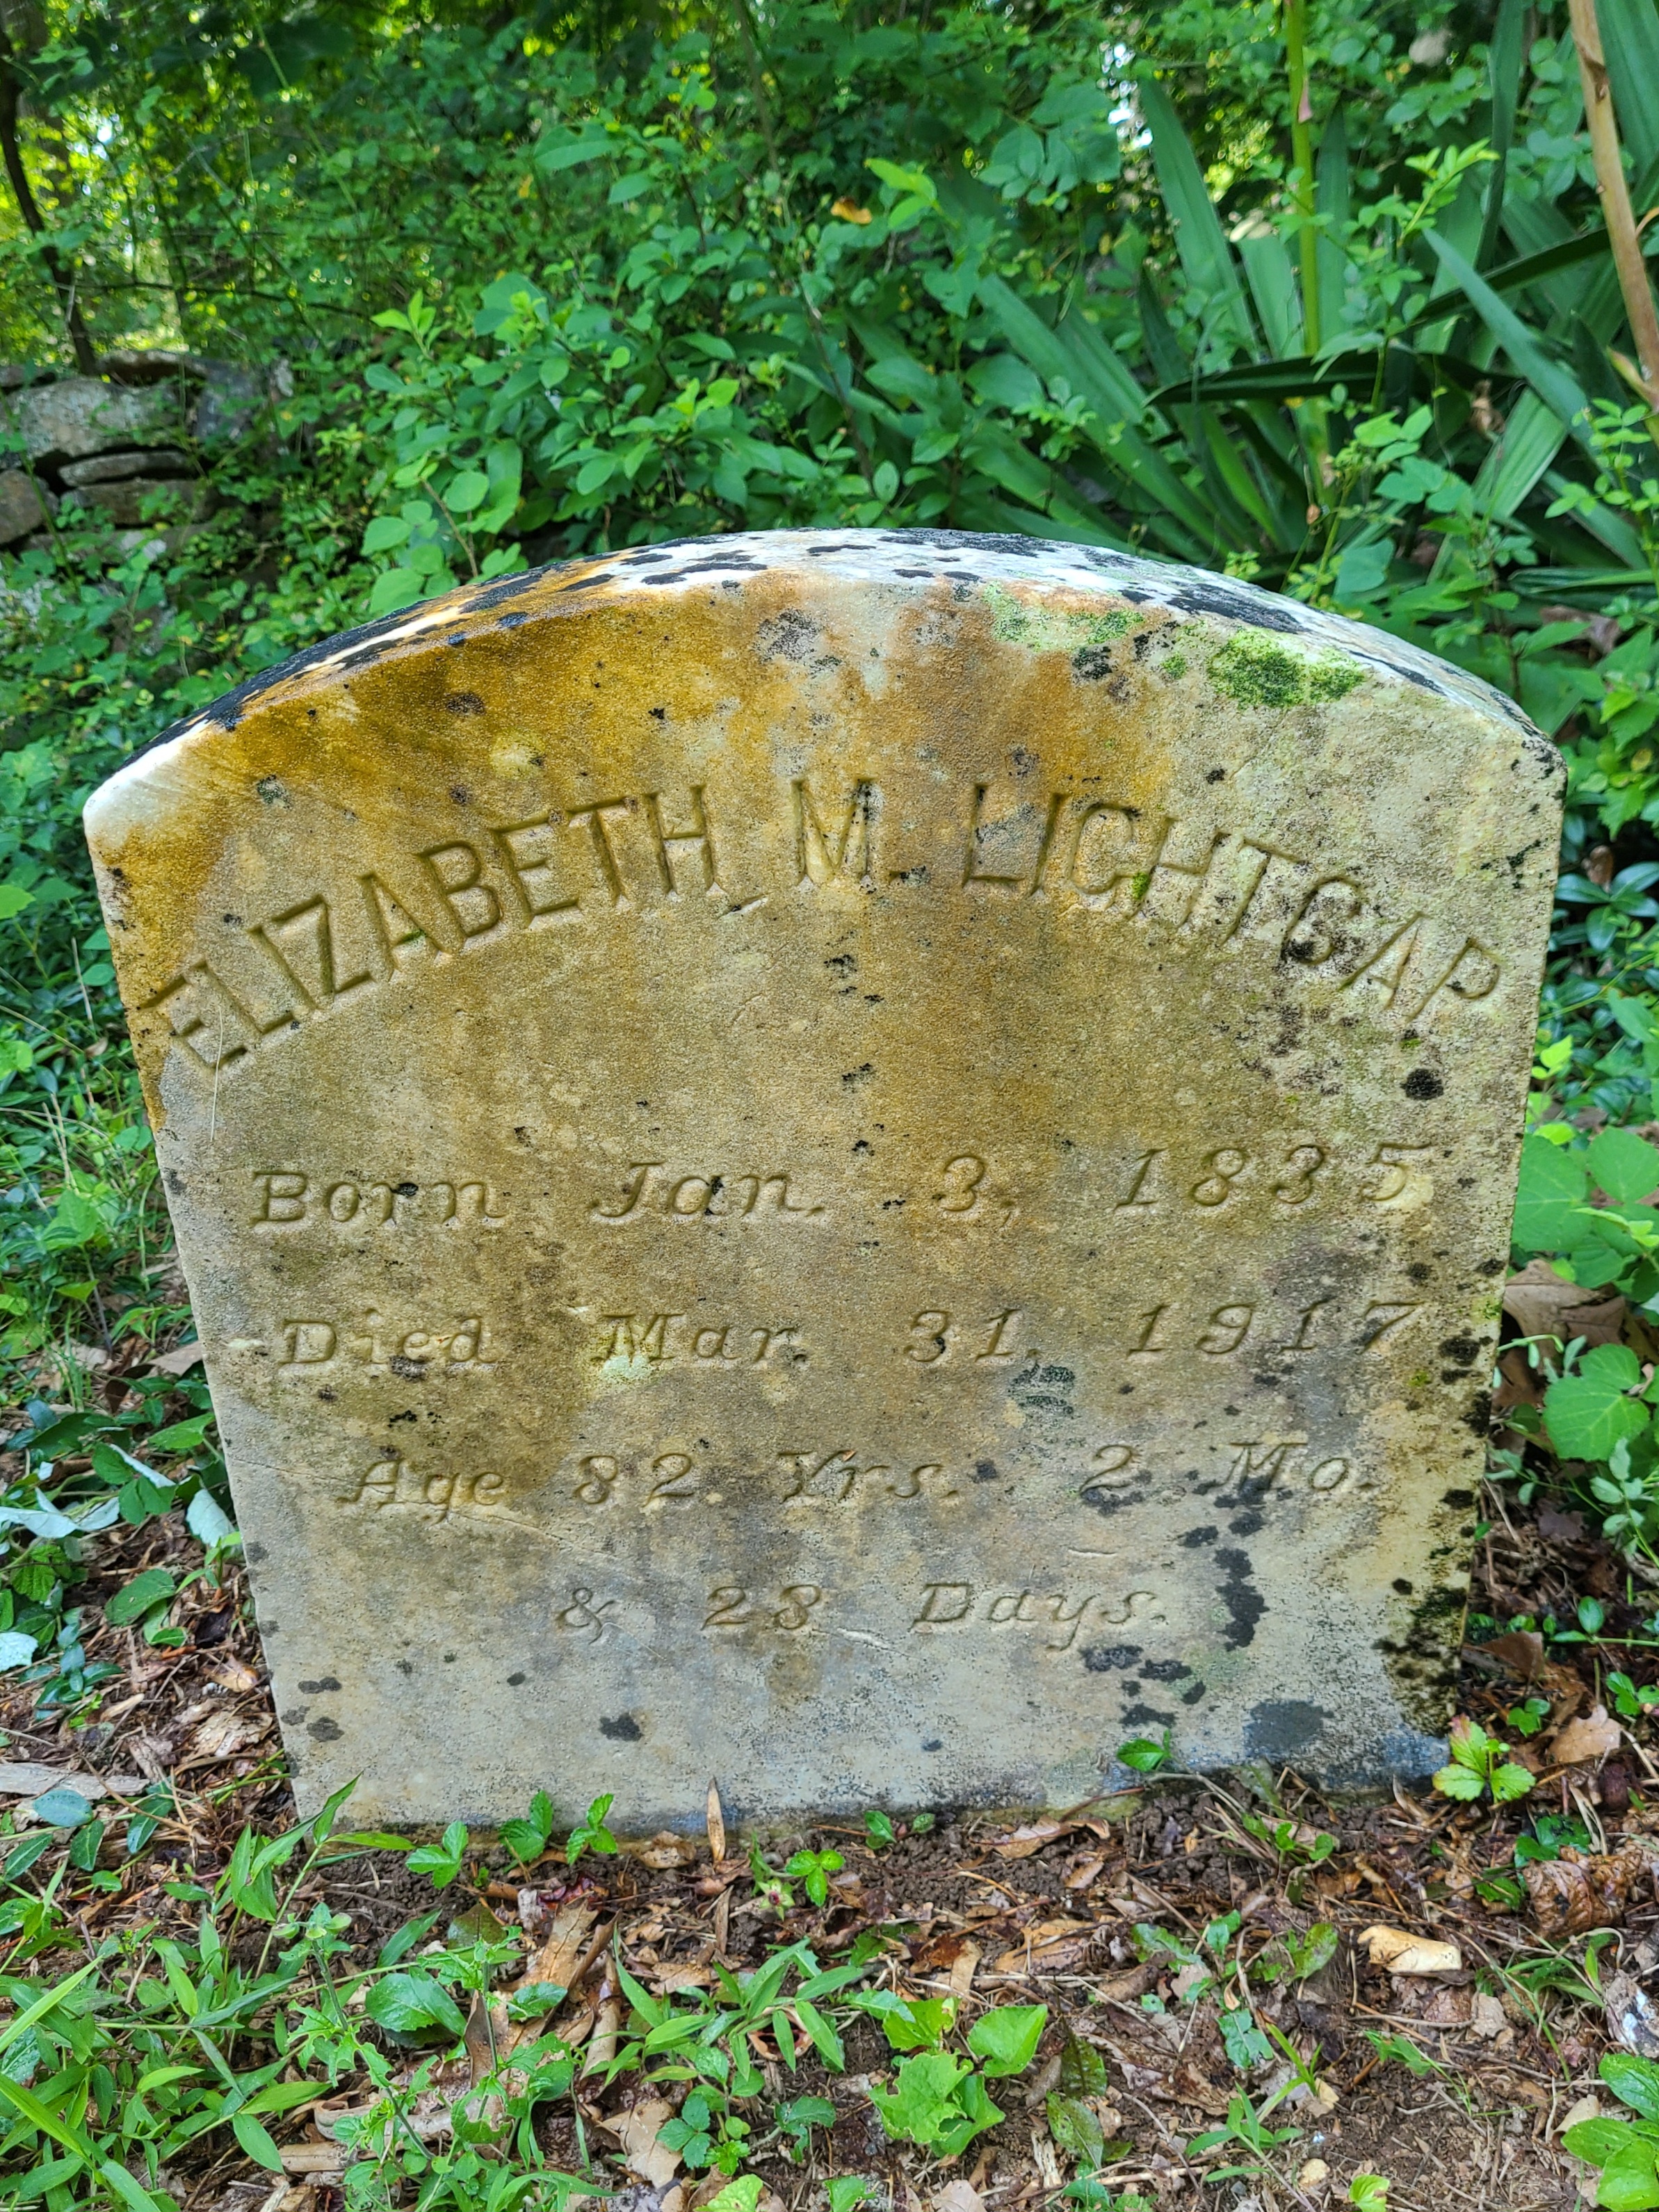 ELIZABETH M. LICHTGAP
Born Jan. 3, 1835
Died Mar. 31, 1917
Age 82 Yrs. 2 Mo.
& 28 Days.